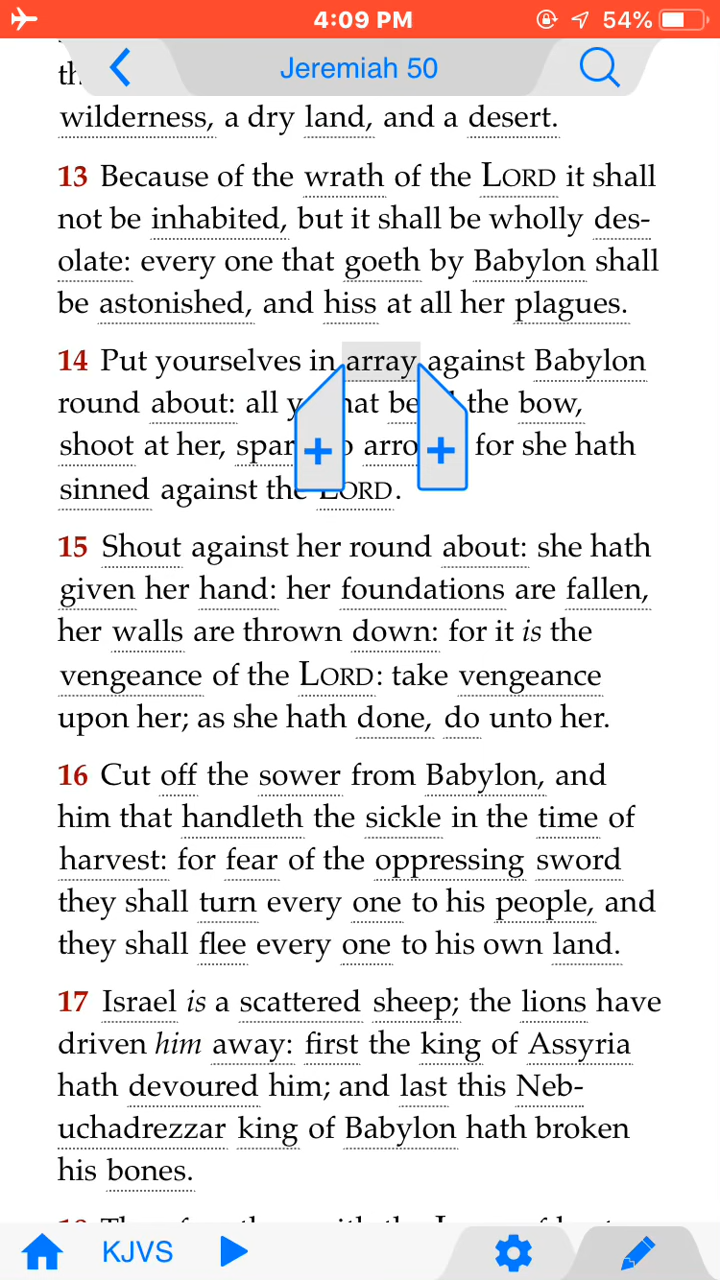 4:09 PM
54%
Jeremiah 50
wilderness, a dry land, and a desert.
13 Because of the wrath of the LORD it shall
not be inhabited, but it shall be wholly des-
olate: every one that goeth by Babylon shall
be astonished, and hiss at all her plagues.
14 Put yourselves in array against Babylon
round about: all the bow,
shoot at her, for she hath
sinned against the LORD.
15 Shout against her round about: she hath
given her hand: her foundations are fallen,
her walls are thrown down: for it is the
vengeance of the LORD: take vengeance
upon her; as she hath done, do unto her.
16 Cut off the sower from Babylon, and
him that handleth the sickle in the time of
harvest: for fear of the oppressing sword
they shall turn every one to his people, and
they shall flee every one to his own land.
17 Israel is a scattered sheep; the lions have
driven him away: first the king of Assyria
hath devoured him; and last this Neb-
uchadrezzar king of Babylon hath broken
his bones.
KJVS